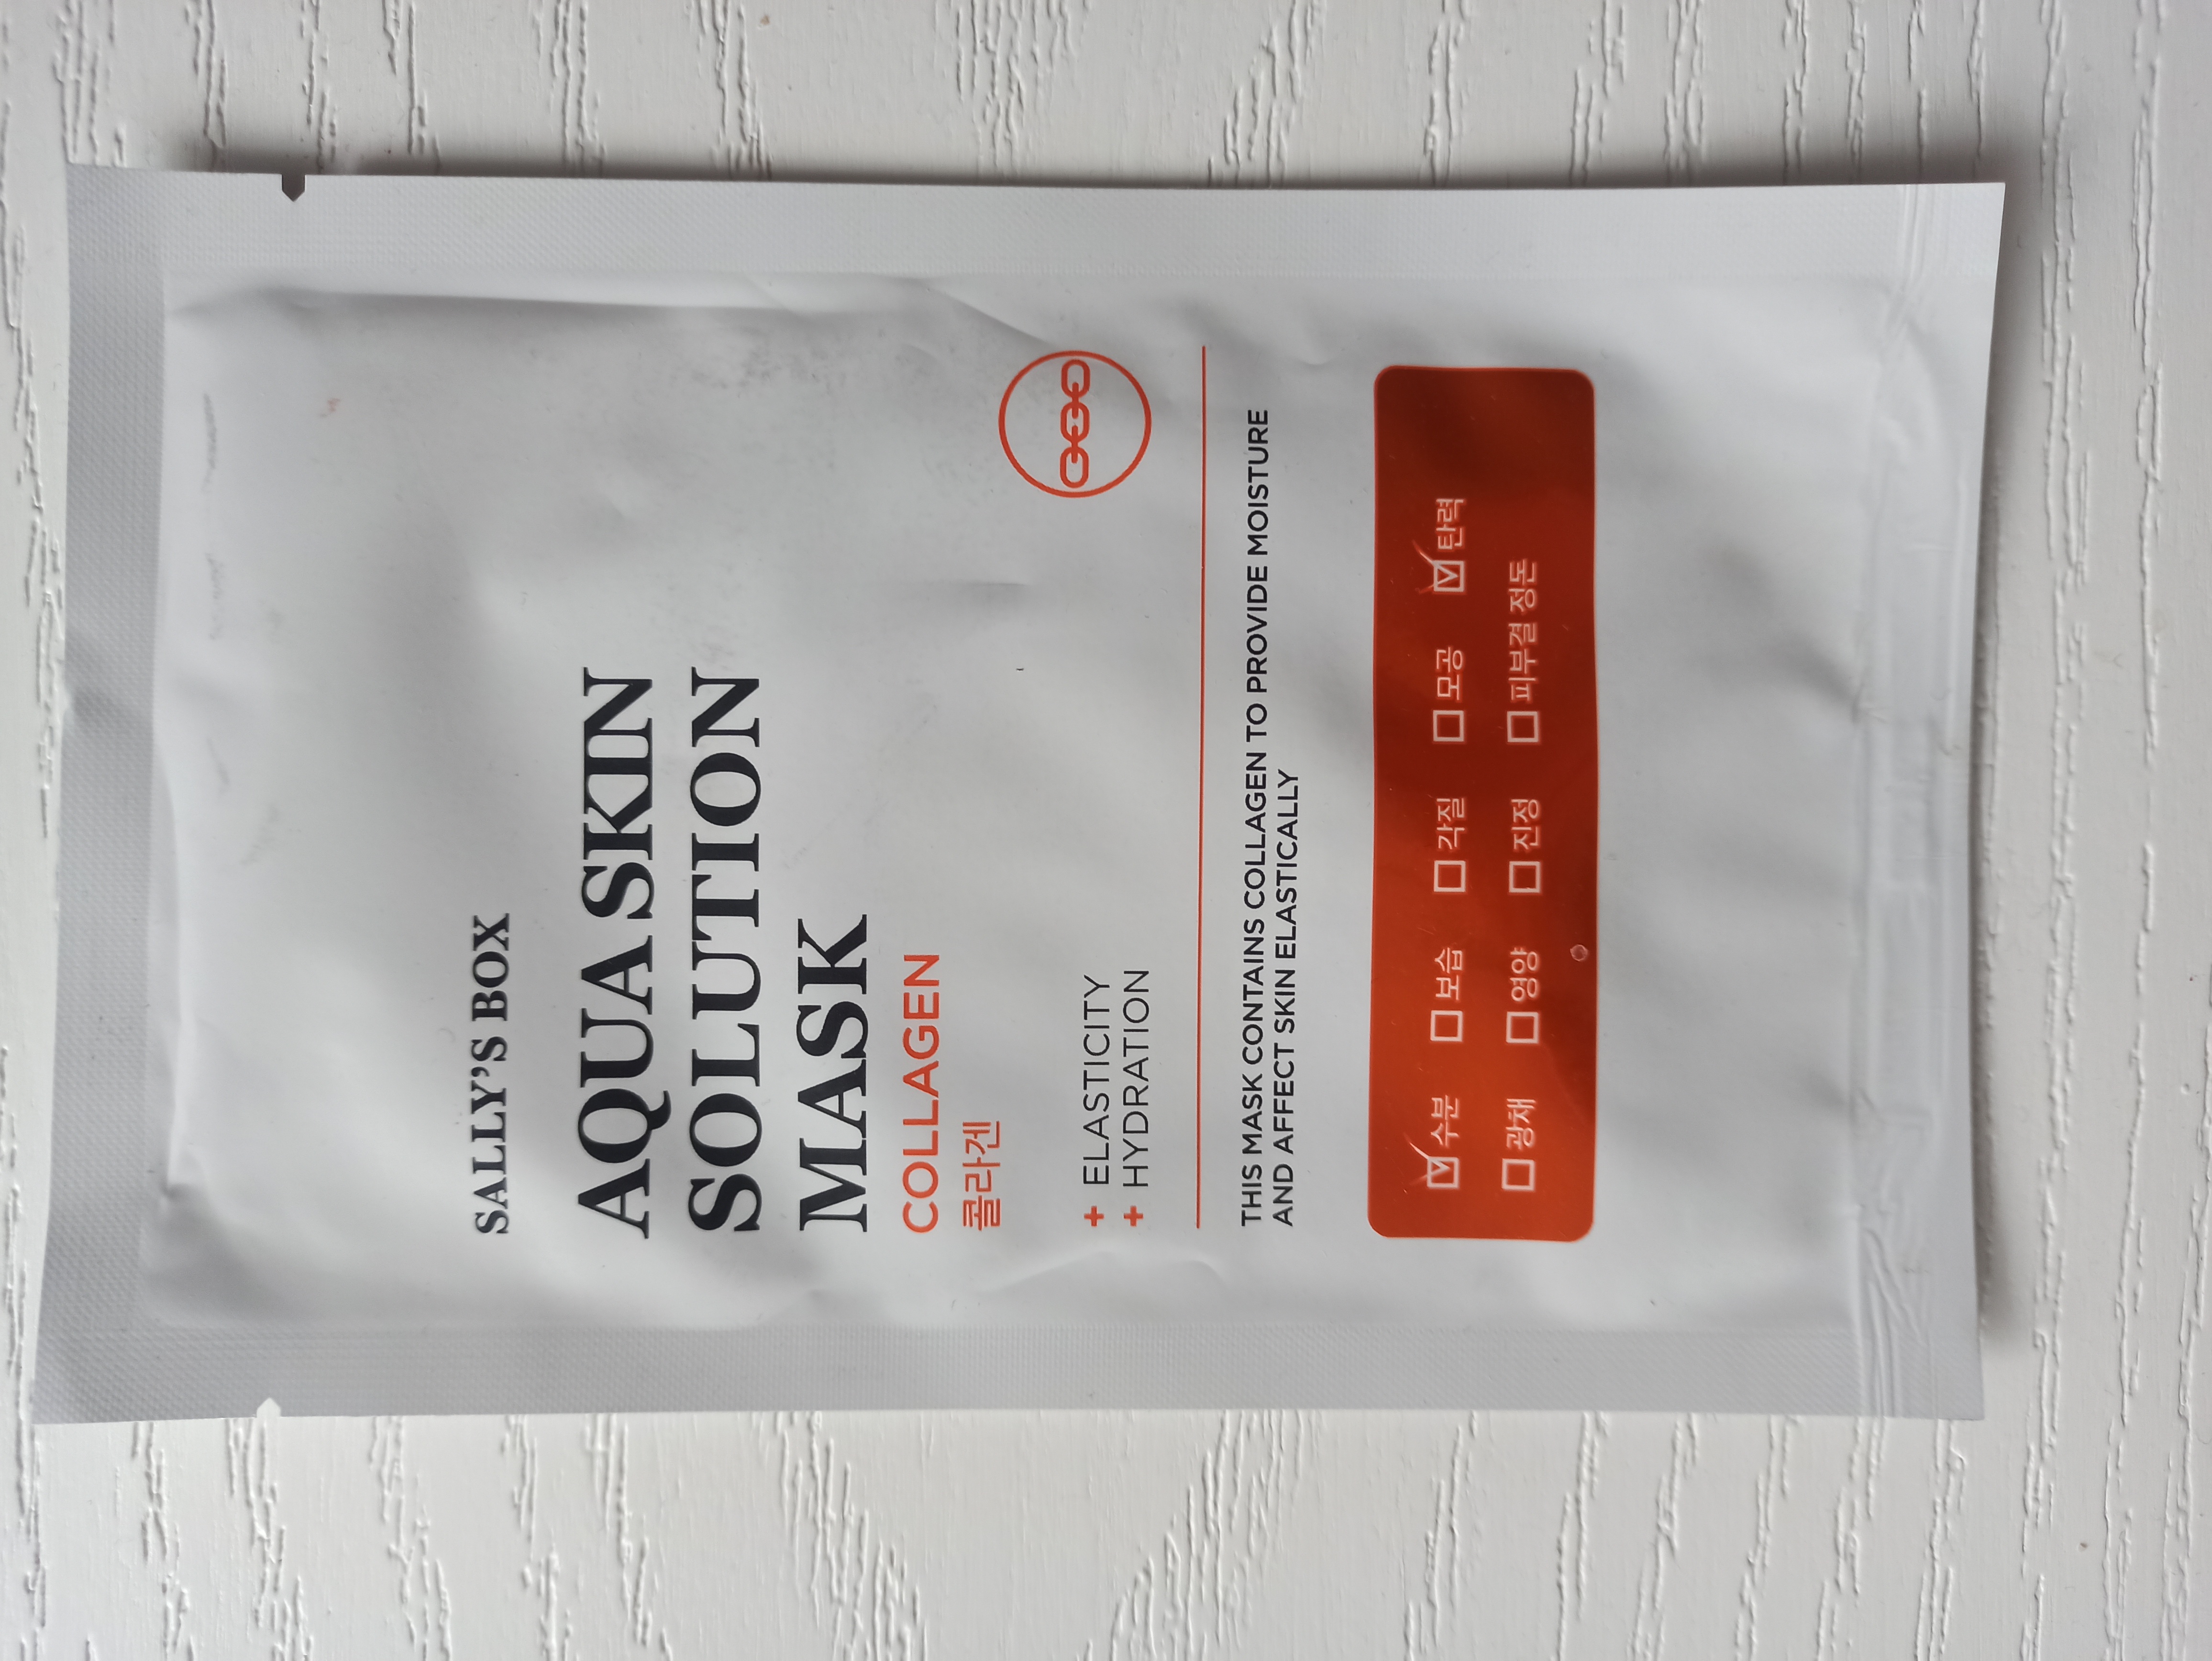 SALLY'S BOX
AQUA SKIN
SOLUTION
MASK
COLLAGEN
콜라겐
+ ELASTICITY
+ HYDRATION
THIS MASK CONTAINS COLLAGEN TO PROVIDE MOISTURE
AND AFFECT SKIN ELASTICALLY
☑ 수분 ☐ 보습 ☐ 각질 ☐ 모공 ☑ 탄력
☐ 광채 ☐ 영양 ☐ 진정 ☐ 피부결 정돈